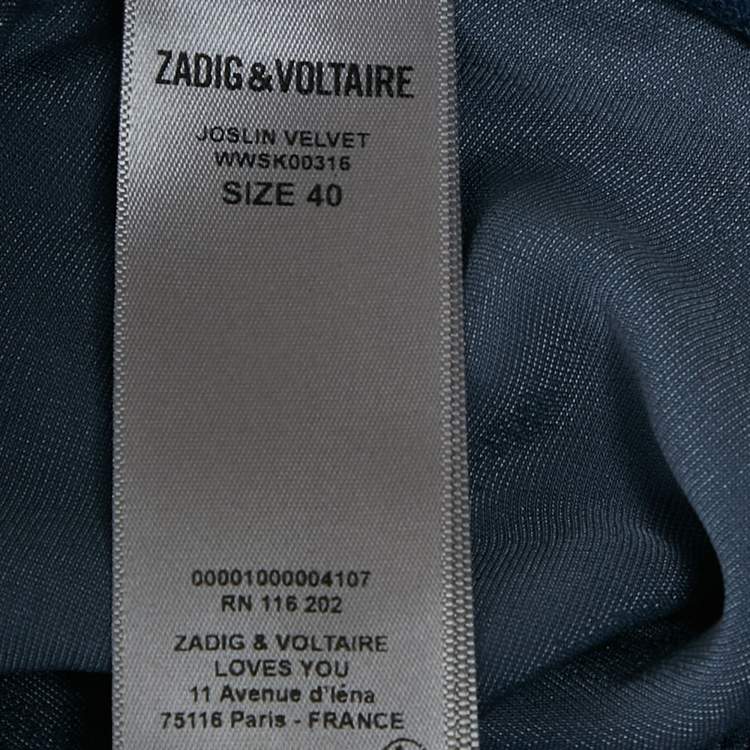 ZADIG&VOLTAIRE
JOSLIN VELVET
WWSK00316
SIZE 40
00001000004107
RN 116 202
ZADIG & VOLTAIRE
LOVES YOU
11 Avenue d'Iéna
75116 Paris - FRANCE